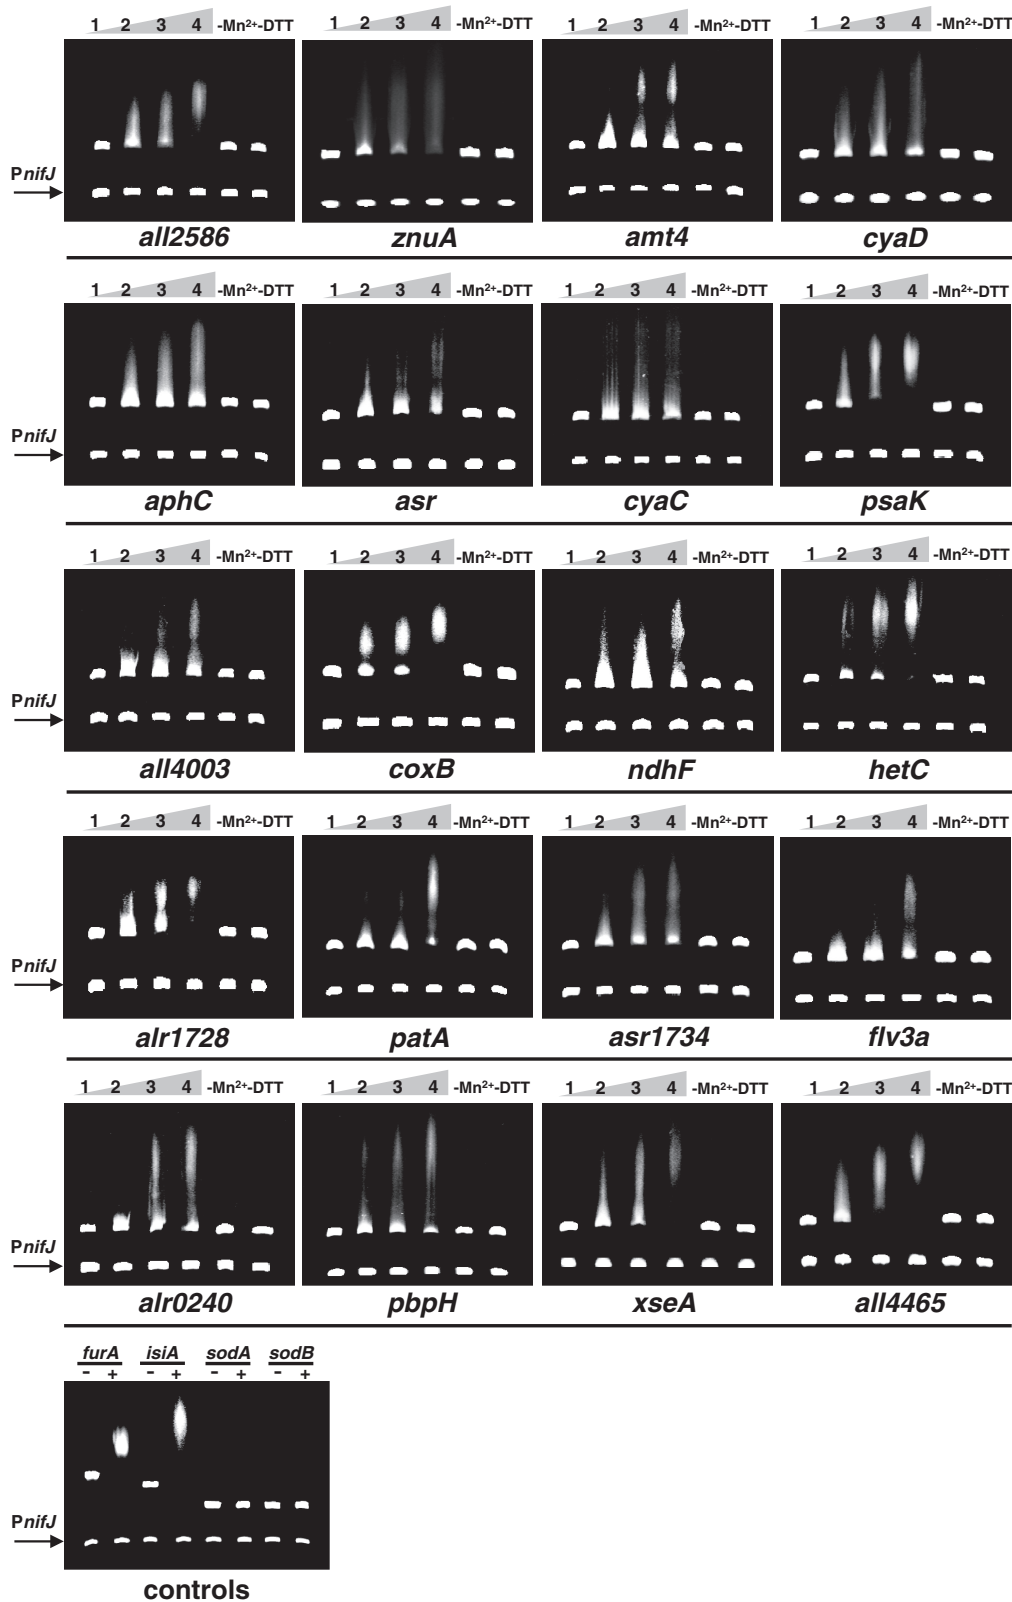 1 2 3 4 -Mn²⁺-DTT 1 2 3 4 -Mn²⁺-DTT 1 2 3 4 -Mn²⁺-DTT 1 2 3 4 -Mn²⁺-DTT
PnifJ
all2586 znuA amt4 cyaD
1 2 3 4 -Mn²⁺-DTT 1 2 3 4 -Mn²⁺-DTT 1 2 3 4 -Mn²⁺-DTT 1 2 3 4 -Mn²⁺-DTT
PnifJ
aphC asr cyaC psaK
1 2 3 4 -Mn²⁺-DTT 1 2 3 4 -Mn²⁺-DTT 1 2 3 4 -Mn²⁺-DTT 1 2 3 4 -Mn²⁺-DTT
PnifJ
all4003 coxB ndhF hetC
1 2 3 4 -Mn²⁺-DTT 1 2 3 4 -Mn²⁺-DTT 1 2 3 4 -Mn²⁺-DTT 1 2 3 4 -Mn²⁺-DTT
PnifJ
alr1728 patA asr1734 flv3a
1 2 3 4 -Mn²⁺-DTT 1 2 3 4 -Mn²⁺-DTT 1 2 3 4 -Mn²⁺-DTT 1 2 3 4 -Mn²⁺-DTT
PnifJ
alr0240 pbpH xseA all4465
furA isiA sodA sodB
- + - + - + - +
PnifJ
controls